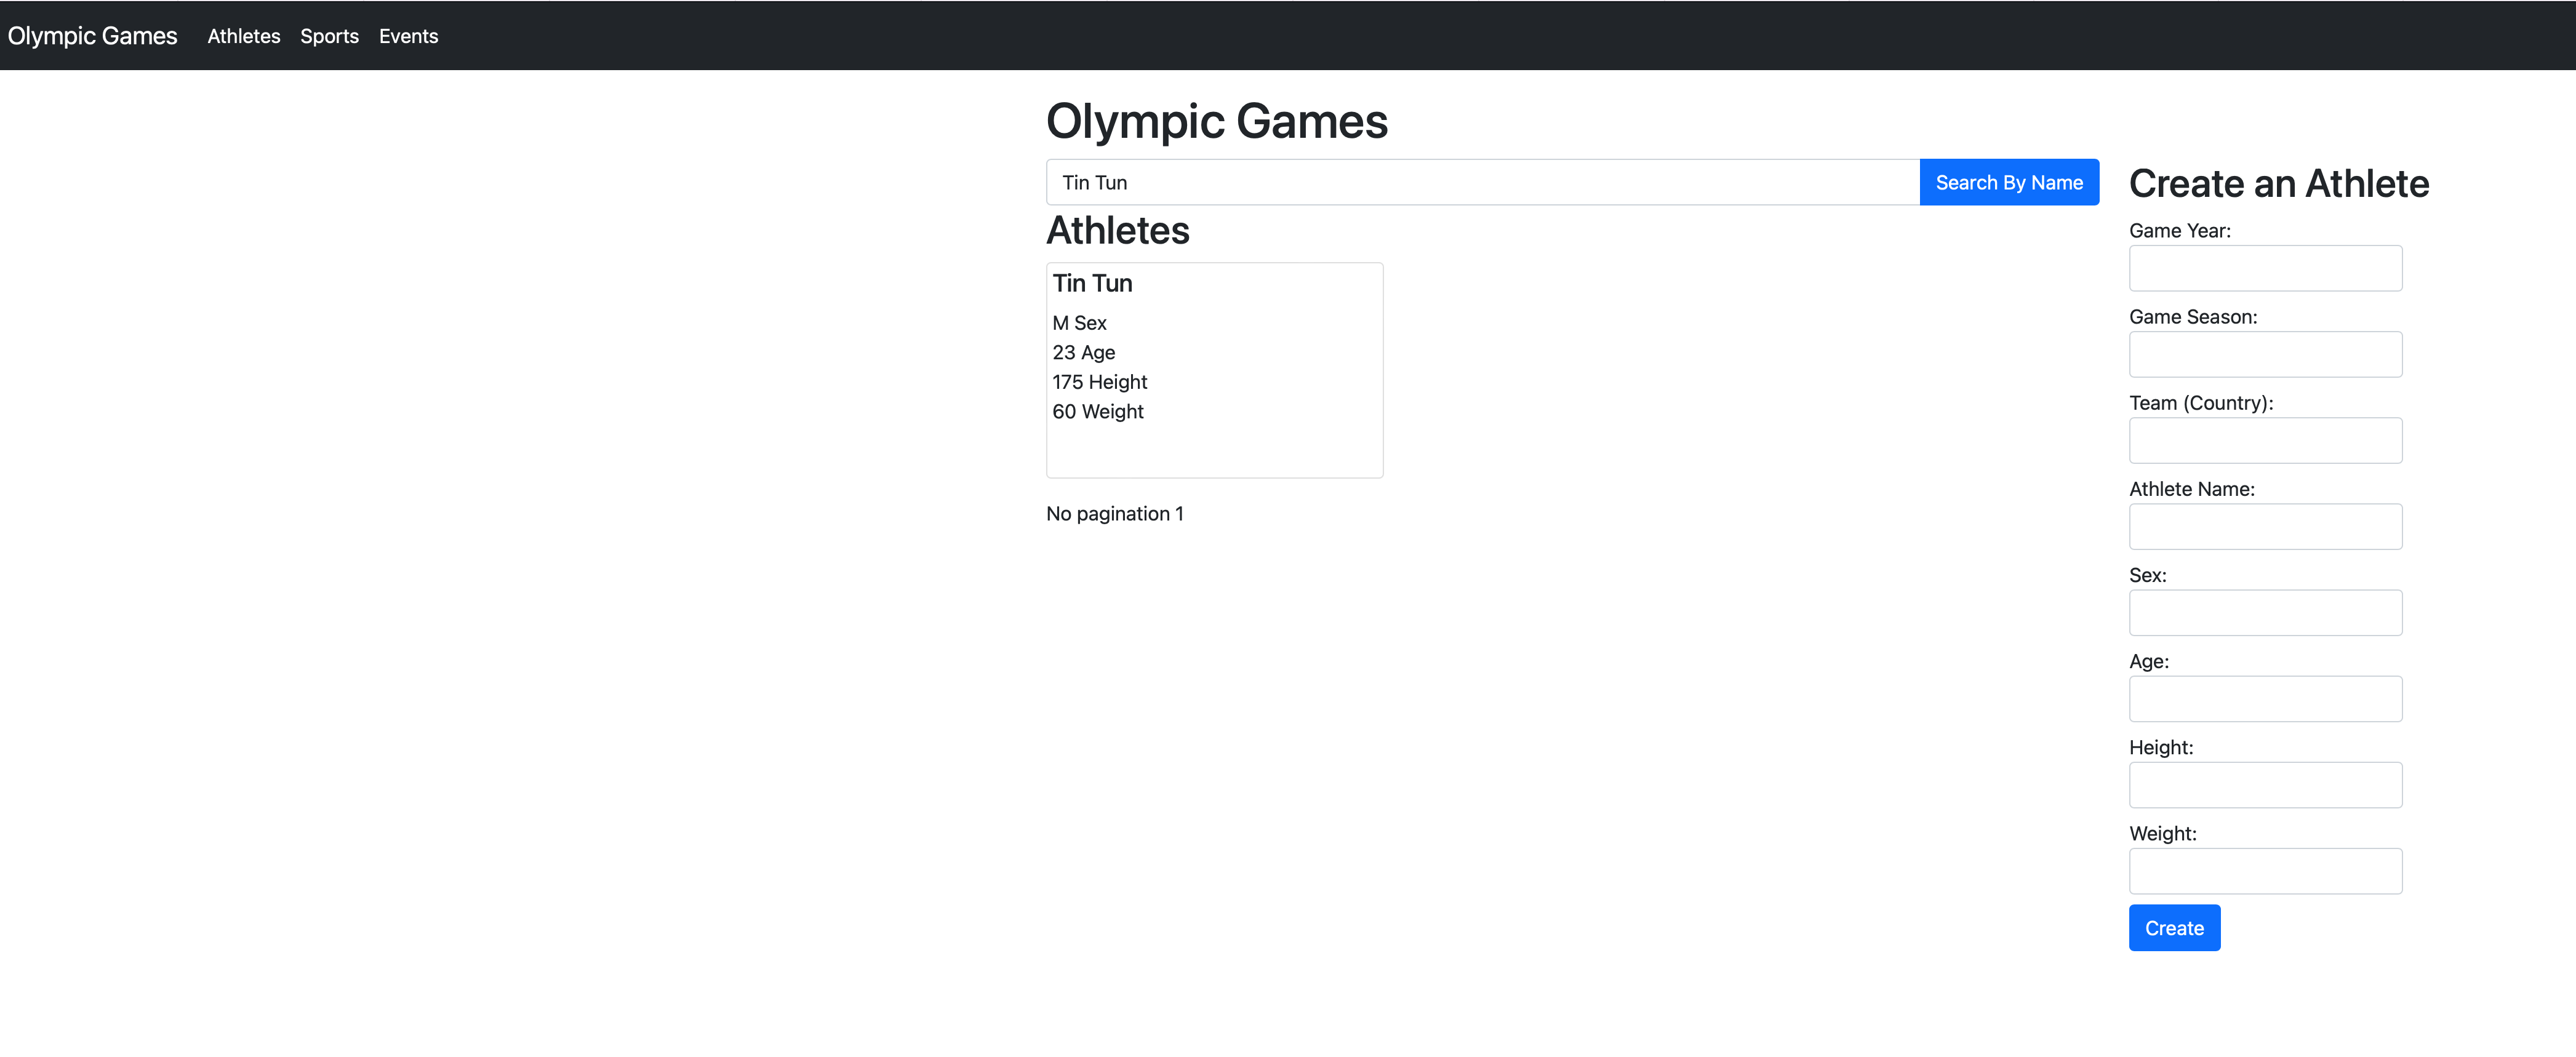 Olympic Games Athletes Sports Events
Olympic Games
Tin Tun Search By Name
Athletes
Tin Tun
M Sex
23 Age
175 Height
60 Weight
No pagination 1
Create an Athlete
Game Year:
Game Season:
Team (Country):
Athlete Name:
Sex:
Age:
Height:
Weight:
Create